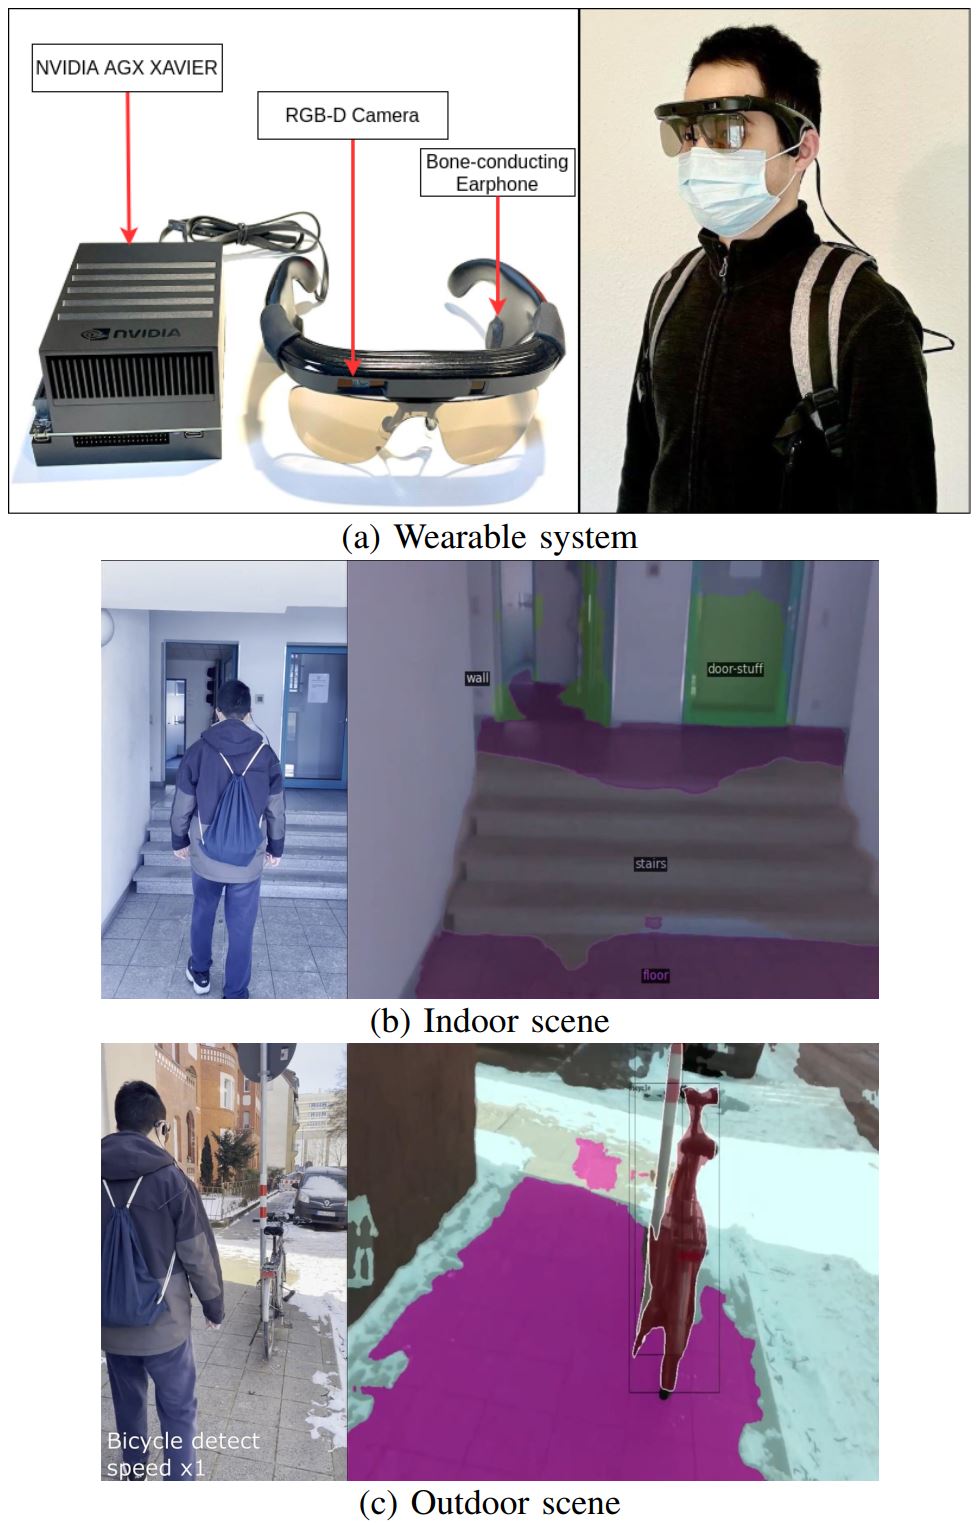 NVIDIA AGX XAVIER
RGB-D Camera
Bone-conducting
Earphone
NVIDIA
(a) Wearable system
wall
door-stuff
stairs
floor
(b) Indoor scene
bicycle
Bicycle detect
speed x1
(c) Outdoor scene